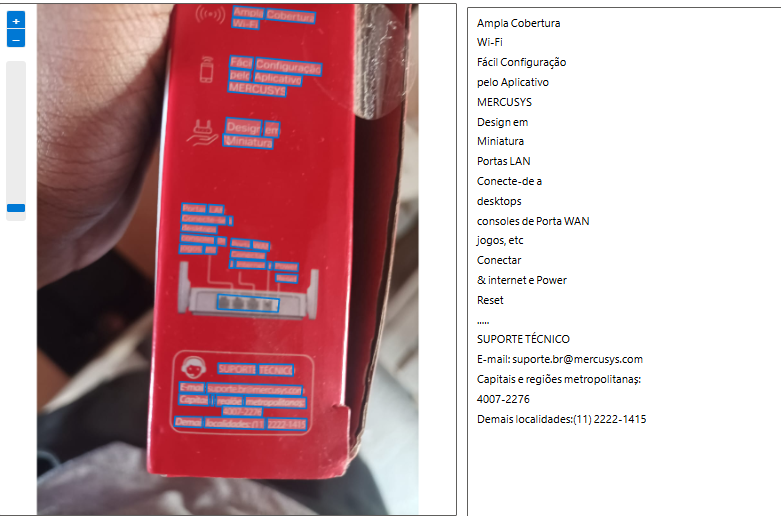 +
Ampla Cobertura
Wi-Fi
Fácil Configuração
pelo Aplicativo
MERCUSYS
Design em
Miniatura
Portas LAN
Conecte-se a
desktops
consoles de
jogos, etc
Porta WAN
Conectar
à internet
Power
Reset
SUPORTE TÉCNICO
E-mail: suporte.br@mercusys.com
Capitais e regiões metropolitanas:
4007-2276
Demais localidades:(11) 2222-1415
–
Ampla Cobertura
Wi-Fi
Fácil Configuração
pelo Aplicativo
MERCUSYS
Design em
Miniatura
Portas LAN
Conecte-de a
desktops
consoles de Porta WAN
jogos, etc
Conectar
& internet e Power
Reset
.....
SUPORTE TÉCNICO
E-mail: suporte.br@mercusys.com
Capitais e regiões metropolitanaş:
4007-2276
Demais localidades:(11) 2222-1415